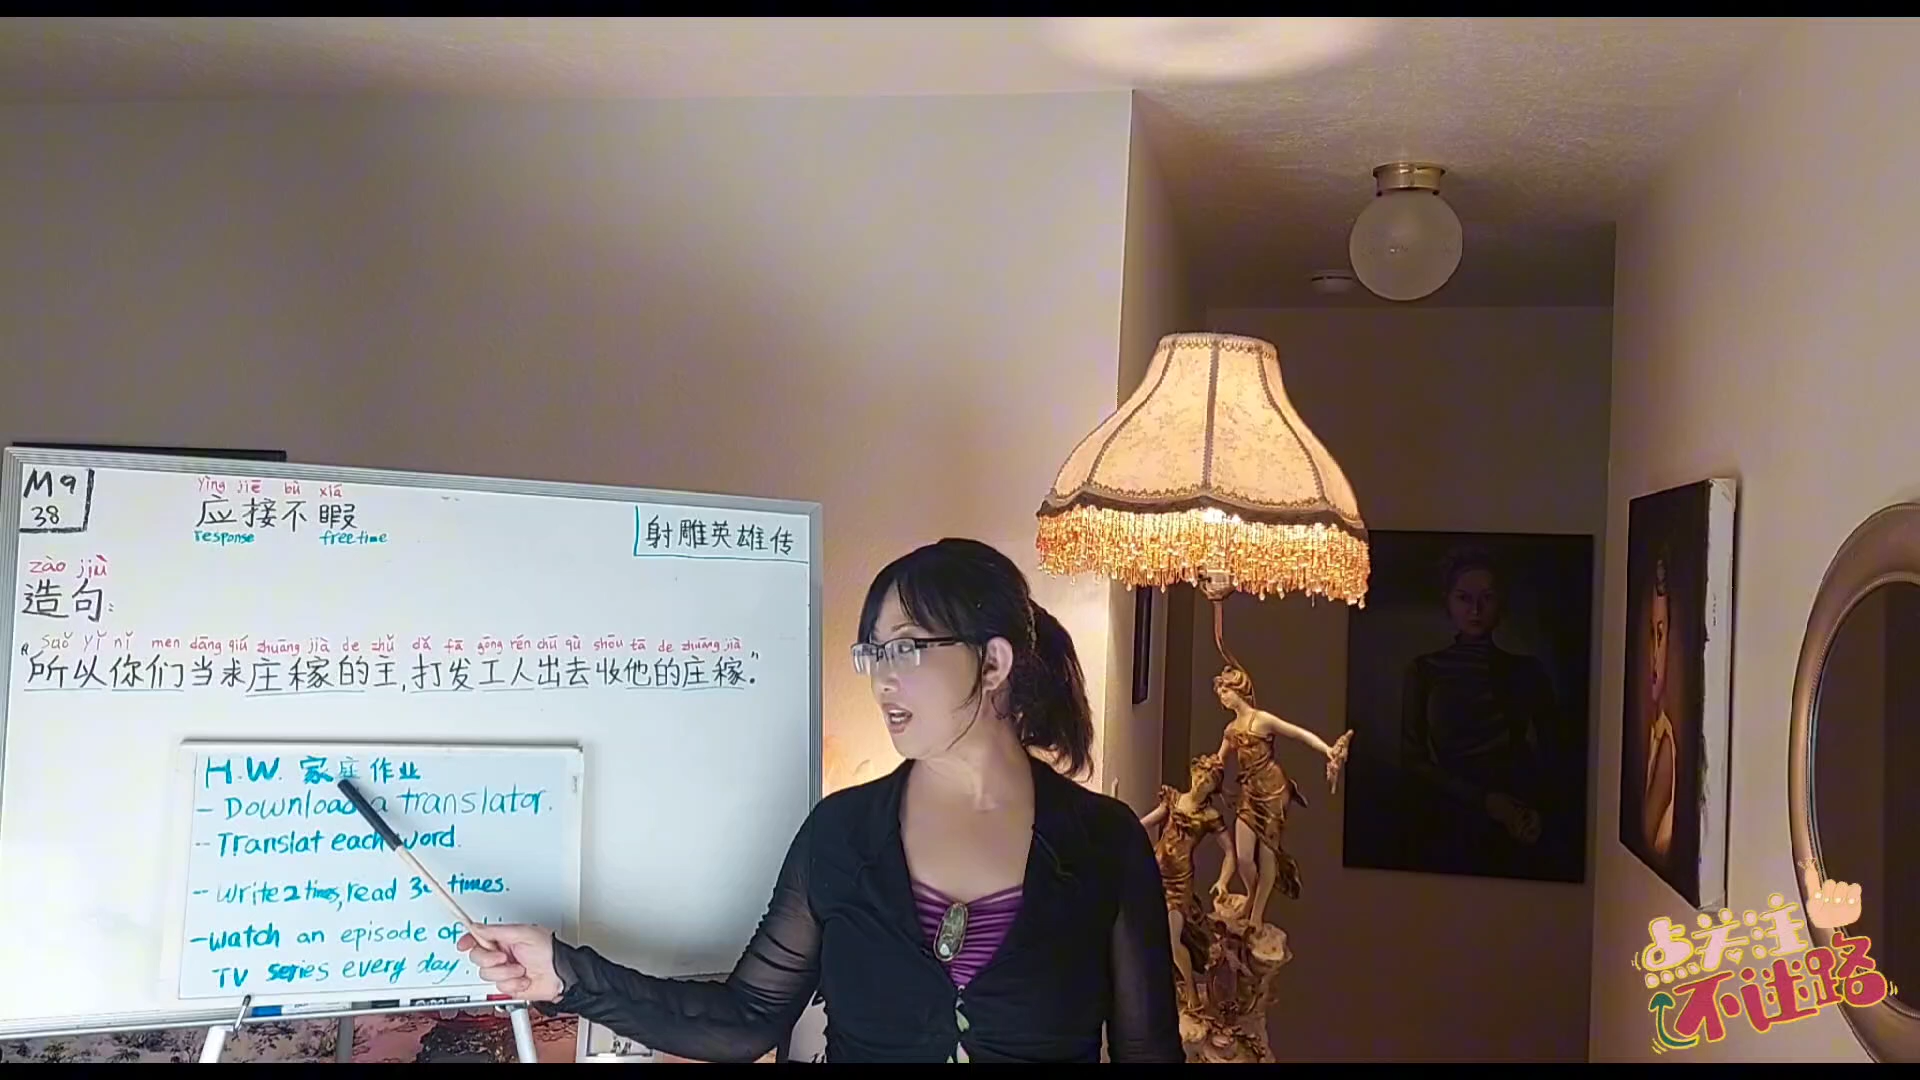 M9
38
yìng jiē bù xiá
应接不暇
response free time
射雕英雄传
zào jiù
造句:
suǒ yǐ nǐ men dāng qiú zhuāng jià de zhǔ dǎ fā gōng rén chū qù shōu tā de zhuāng jià
"所以你们当求庄稼的主,打发工人出去收他的庄稼".
H.W. 家庭作业
- Download a translator.
-- Translat each word.
-- Write 2 times, read times.
- Watch an episode of
TV series every day.
点关注
不迷路